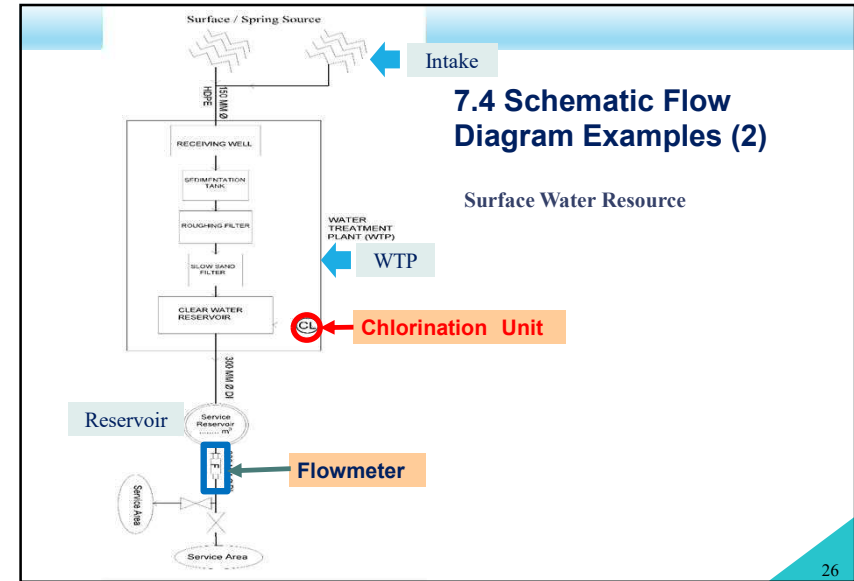 Surface / Spring Source
Intake
7.4 Schematic Flow
Diagram Examples (2)
Surface Water Resource
150 MM Ø
HDPE
RECEIVING WELL
SEDIMENTATION
TANK
ROUGHING FILTER
WATER
TREATMENT
PLANT (WTP)
WTP
SLOW SAND
FILTER
CLEAR WATER
RESERVOIR
CL
Chlorination Unit
300 MM Ø DI
Reservoir
Service
Reservoir
........ m³
F
Flowmeter
Service Area
Service Area
26